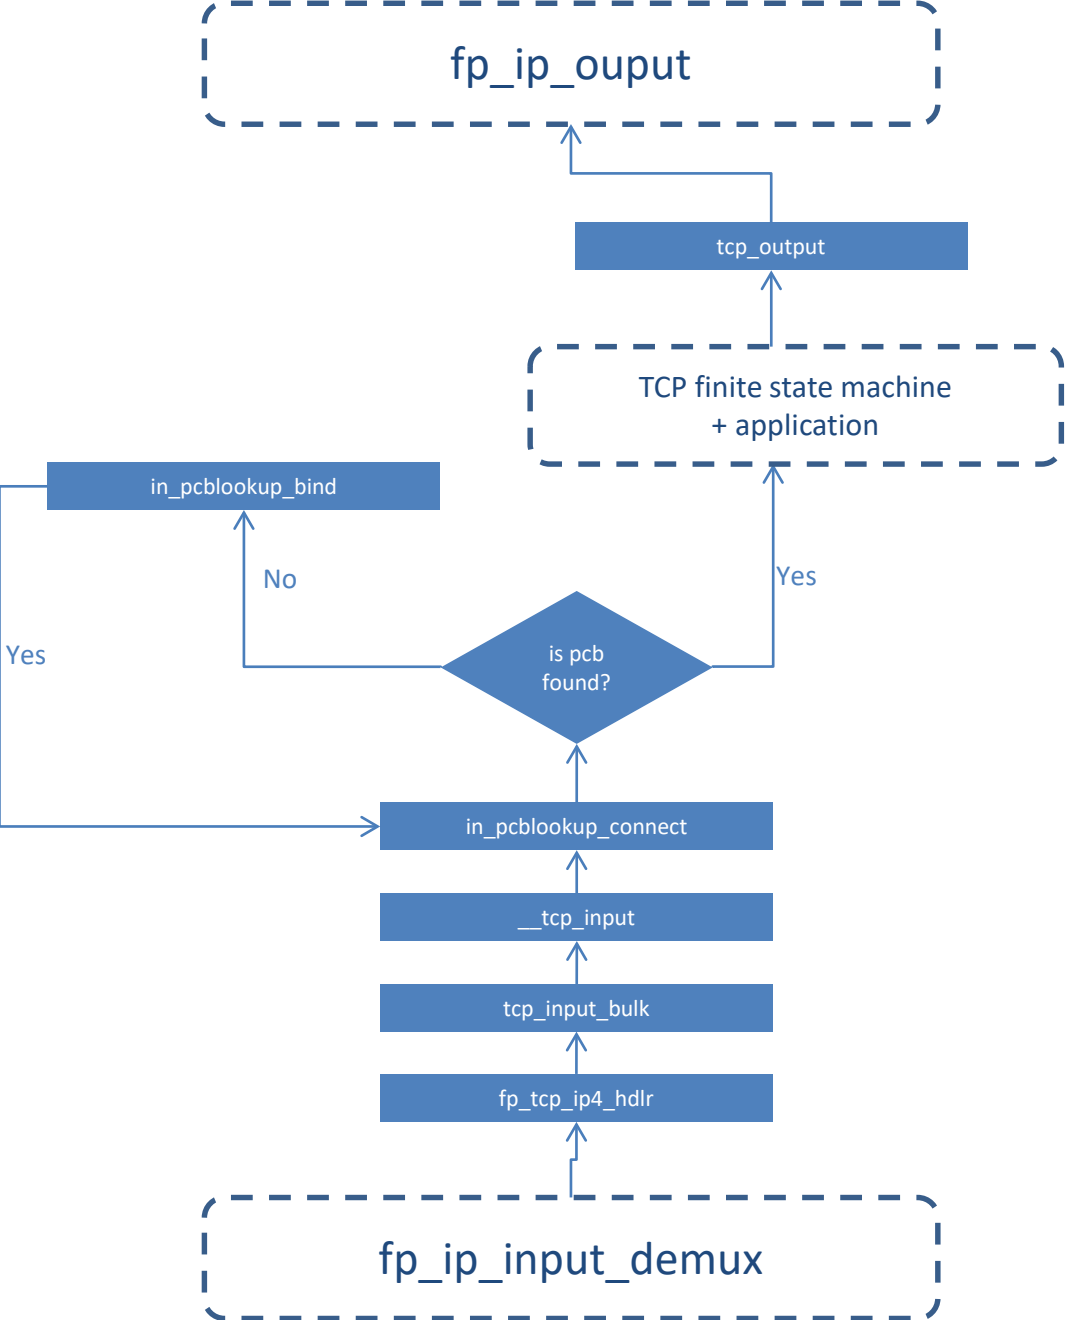 fp_ip_ouput
tcp_output
TCP finite state machine
+ application
in_pcblookup_bind
No
Yes
Yes
is pcb
found?
in_pcblookup_connect
__tcp_input
tcp_input_bulk
fp_tcp_ip4_hdlr
fp_ip_input_demux